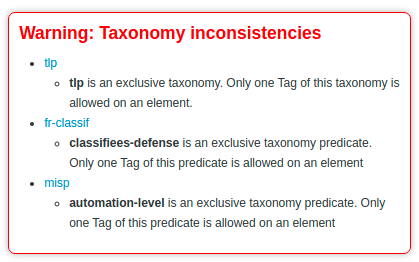 Warning: Taxonomy inconsistencies
tlp
tlp is an exclusive taxonomy. Only one Tag of this taxonomy is
allowed on an element.
fr-classif
classifiees-defense is an exclusive taxonomy predicate.
Only one Tag of this predicate is allowed on an element
misp
automation-level is an exclusive taxonomy predicate. Only
one Tag of this predicate is allowed on an element